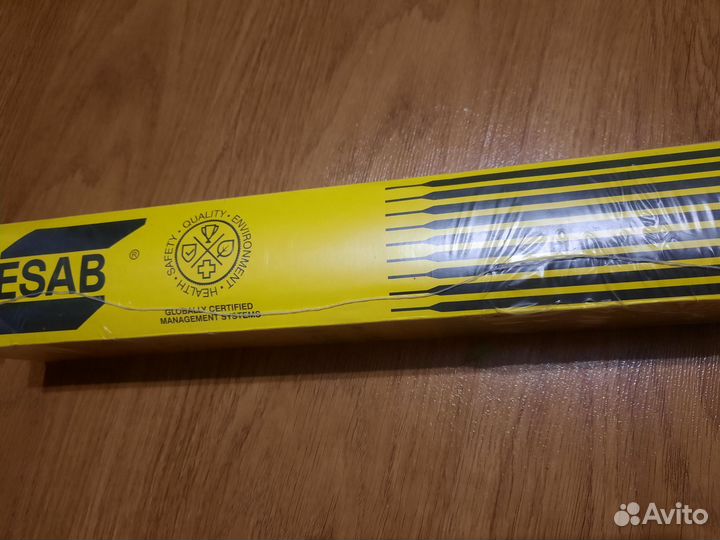 ESAB
®
SAFETY · QUALITY · ENVIRONMENT · HEALTH ·
GLOBALLY CERTIFIED
MANAGEMENT SYSTEMS
Avito